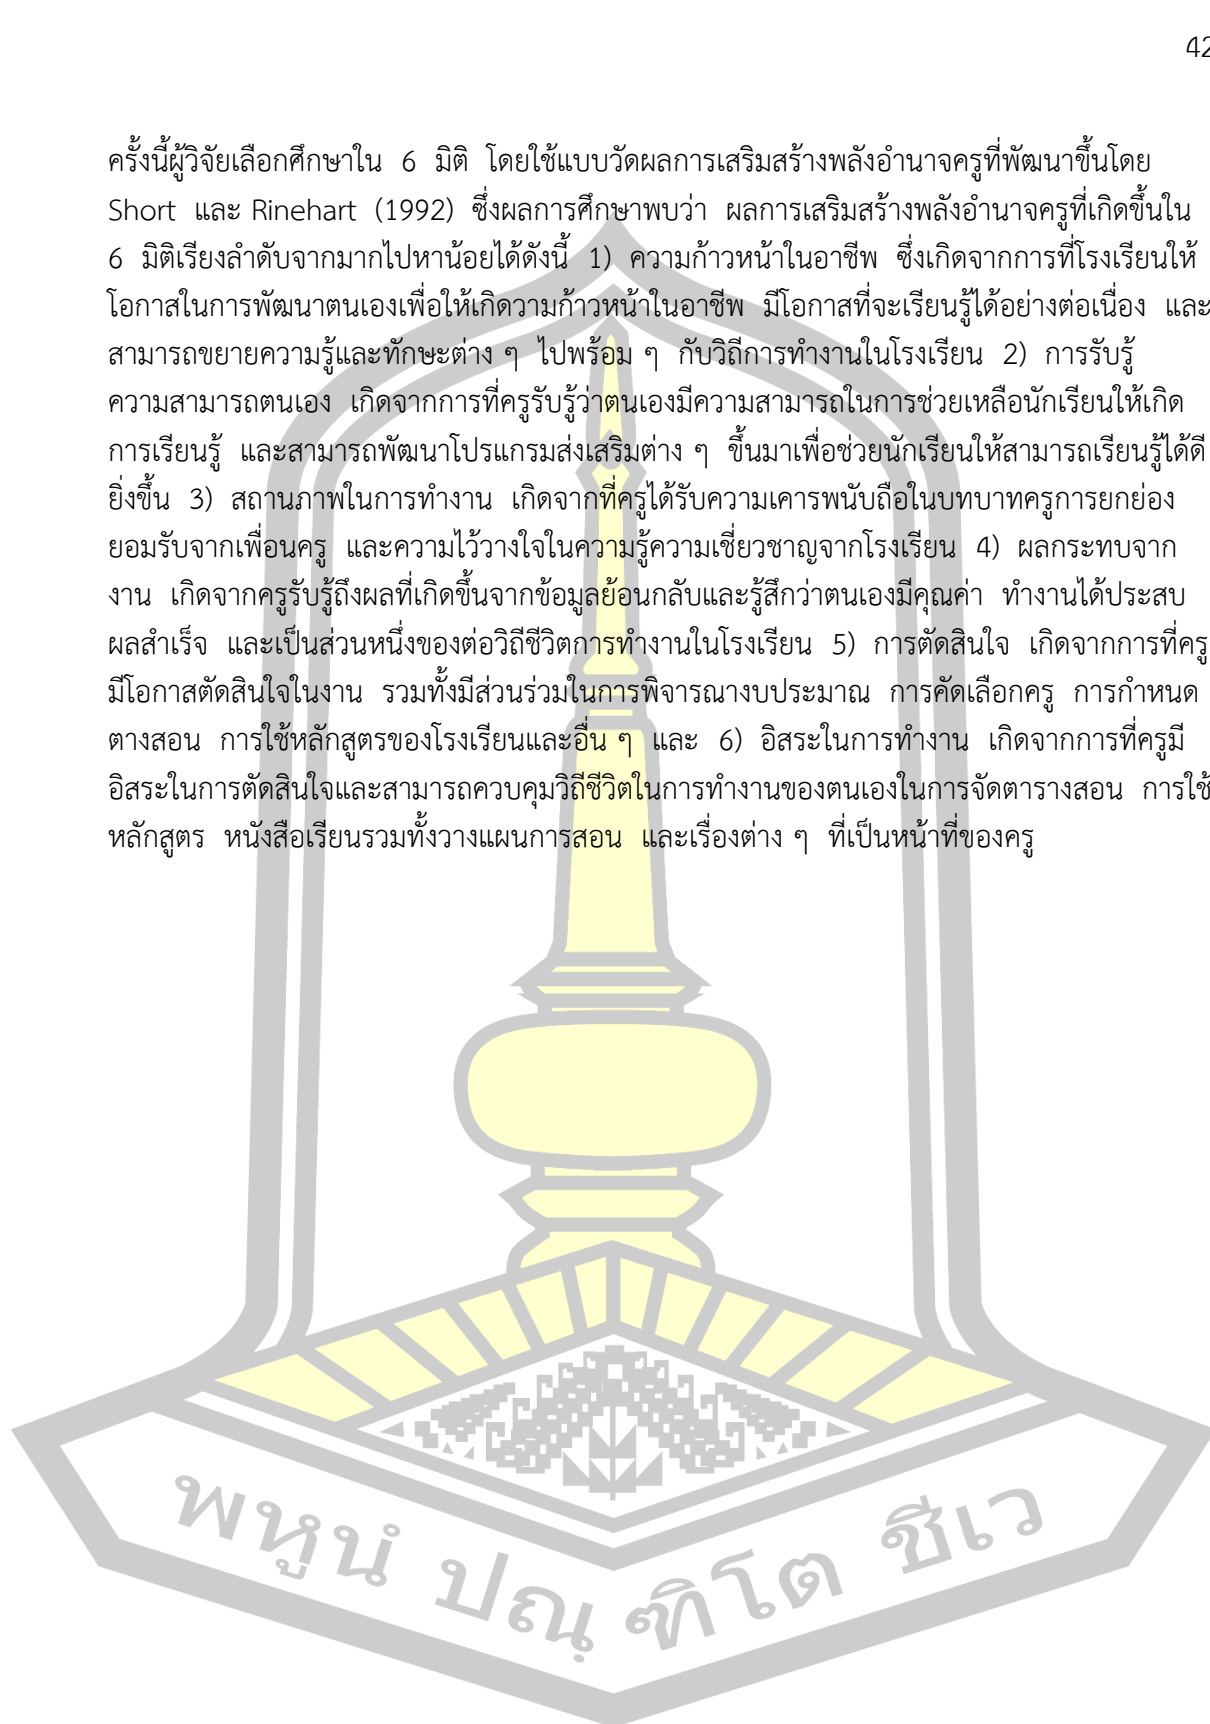 42
ครั้งนี้ผู้วิจัยเลือกศึกษาใน 6 มิติ โดยใช้แบบวัดผลการเสริมสร้างพลังอำนาจครูที่พัฒนาขึ้นโดย
Short และ Rinehart (1992) ซึ่งผลการศึกษาพบว่า ผลการเสริมสร้างพลังอำนาจครูที่เกิดขึ้นใน
6 มิติเรียงลำดับจากมากไปหาน้อยได้ดังนี้ 1) ความก้าวหน้าในอาชีพ ซึ่งเกิดจากการที่โรงเรียนให้
โอกาสในการพัฒนาตนเองเพื่อให้เกิดความก้าวหน้าในอาชีพ มีโอกาสที่จะเรียนรู้ได้อย่างต่อเนื่อง และ
สามารถขยายความรู้และทักษะต่าง ๆ ไปพร้อม ๆ กับวิถีการทำงานในโรงเรียน 2) การรับรู้
ความสามารถตนเอง เกิดจากการที่ครูรับรู้ว่าตนเองมีความสามารถในการช่วยเหลือนักเรียนให้เกิด
การเรียนรู้ และสามารถพัฒนาโปรแกรมส่งเสริมต่าง ๆ ขึ้นมาเพื่อช่วยนักเรียนให้สามารถเรียนรู้ได้ดี
ยิ่งขึ้น 3) สถานภาพในการทำงาน เกิดจากที่ครูได้รับความเคารพนับถือในบทบาทครูการยกย่อง
ยอมรับจากเพื่อนครู และความไว้วางใจในความรู้ความเชี่ยวชาญจากโรงเรียน 4) ผลกระทบจาก
งาน เกิดจากครูรับรู้ถึงผลที่เกิดขึ้นจากข้อมูลย้อนกลับและรู้สึกว่าตนเองมีคุณค่า ทำงานได้ประสบ
ผลสำเร็จ และเป็นส่วนหนึ่งของต่อวิถีชีวิตการทำงานในโรงเรียน 5) การตัดสินใจ เกิดจากการที่ครู
มีโอกาสตัดสินใจในงาน รวมทั้งมีส่วนร่วมในการพิจารณางบประมาณ การคัดเลือกครู การกำหนด
ตางสอน การใช้หลักสูตรของโรงเรียนและอื่น ๆ และ 6) อิสระในการทำงาน เกิดจากการที่ครูมี
อิสระในการตัดสินใจและสามารถควบคุมวิถีชีวิตในการทำงานของตนเองในการจัดตารางสอน การใช้
หลักสูตร หนังสือเรียนรวมทั้งวางแผนการสอน และเรื่องต่าง ๆ ที่เป็นหน้าที่ของครู
พหูนํ ปณฺฑิโต ชีเว